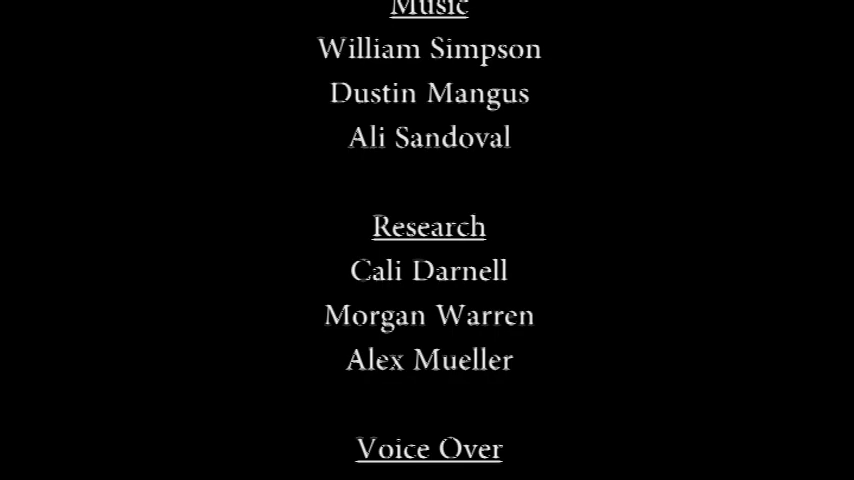 Music
William Simpson
Dustin Mangus
Ali Sandoval
Research
Cali Darnell
Morgan Warren
Alex Mueller
Voice Over